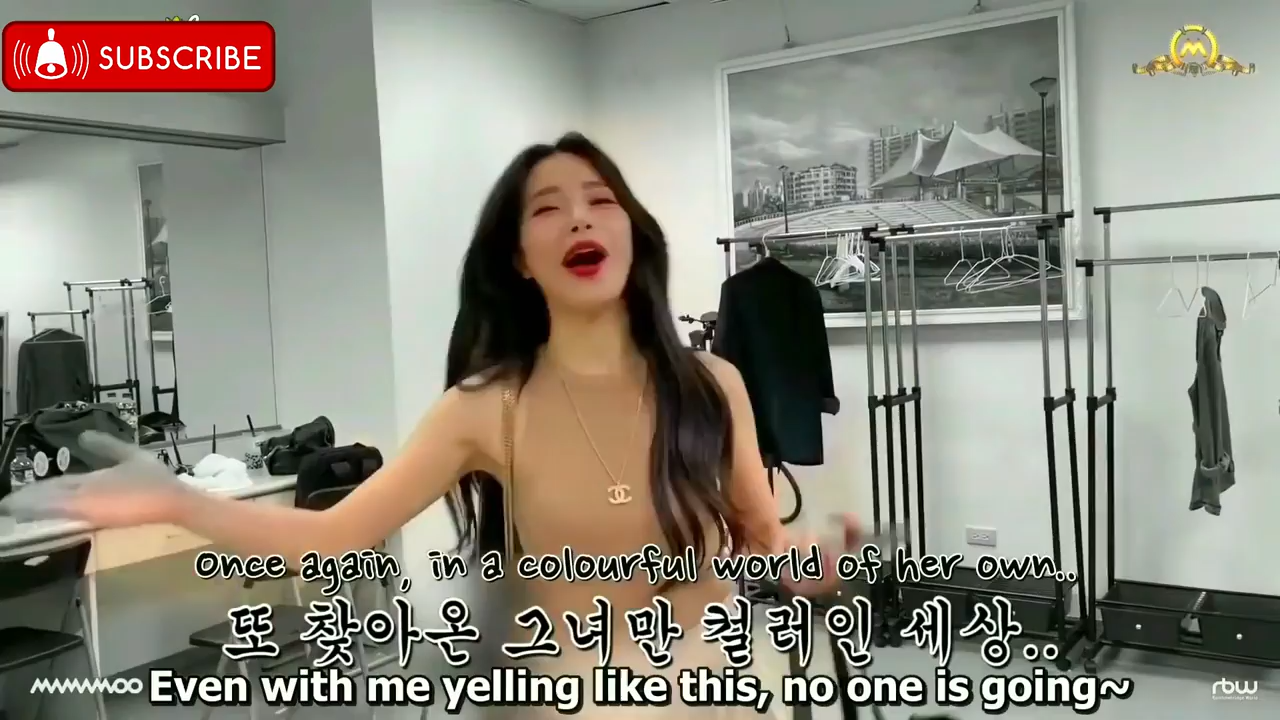 SUBSCRIBE
M
Once again, in a colourful world of her own..
또 찾아온 그녀만 컬러인 세상..
Even with me yelling like this, no one is going~
MAMAMOO
rbw